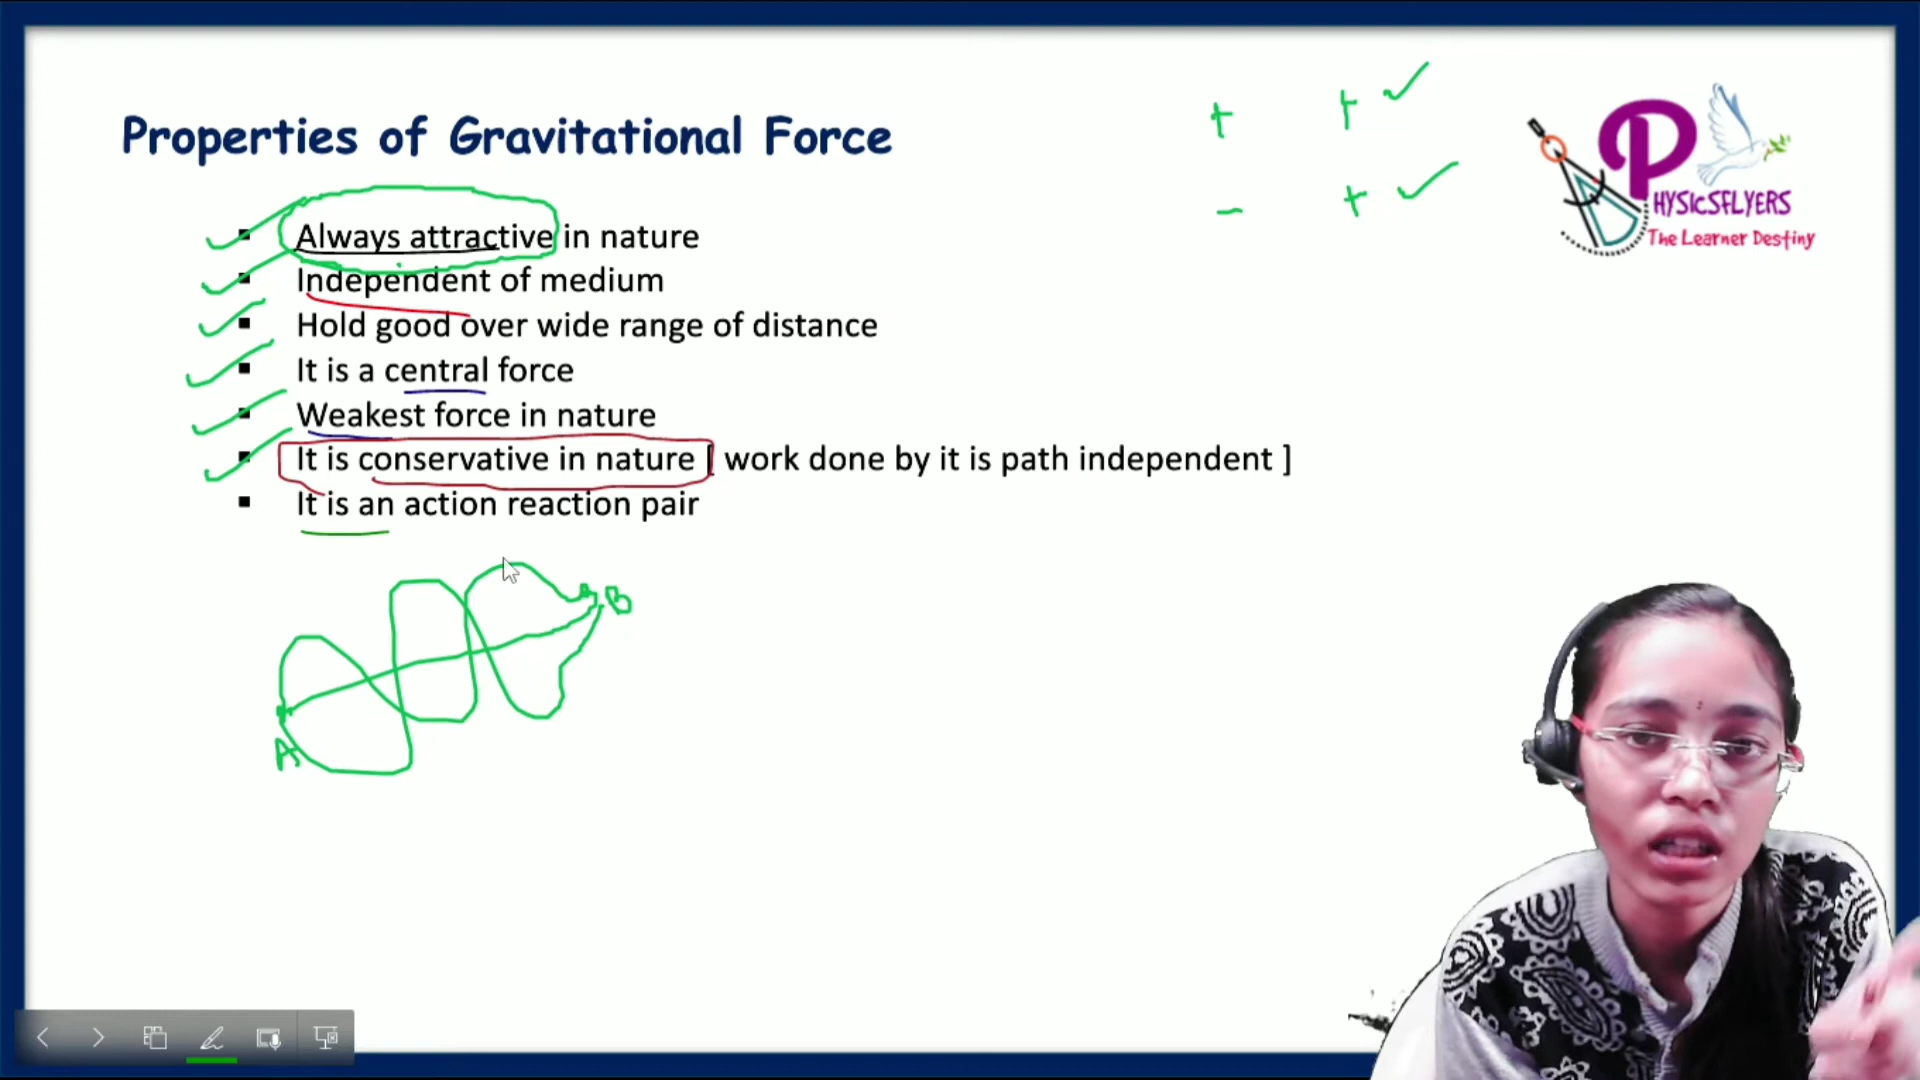 Properties of Gravitational Force
+ + ✓
- + ✓
PHYSICSFLYERS
The Learner Destiny
▪ Always attractive in nature
▪ Independent of medium
▪ Hold good over wide range of distance
▪ It is a central force
▪ Weakest force in nature
▪ It is conservative in nature [ work done by it is path independent ]
▪ It is an action reaction pair
B
A